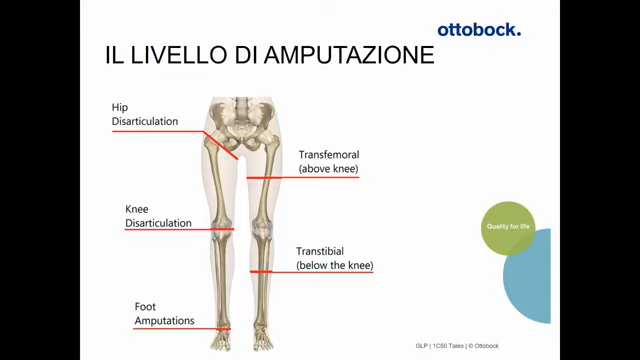 ottobock.
IL LIVELLO DI AMPUTAZIONE
Hip
Disarticulation
Transfemoral
(above knee)
Knee
Disarticulation
Quality for life
Transtibial
(below the knee)
Foot
Amputations
GLP | 1C50 Taleo | © Ottobock